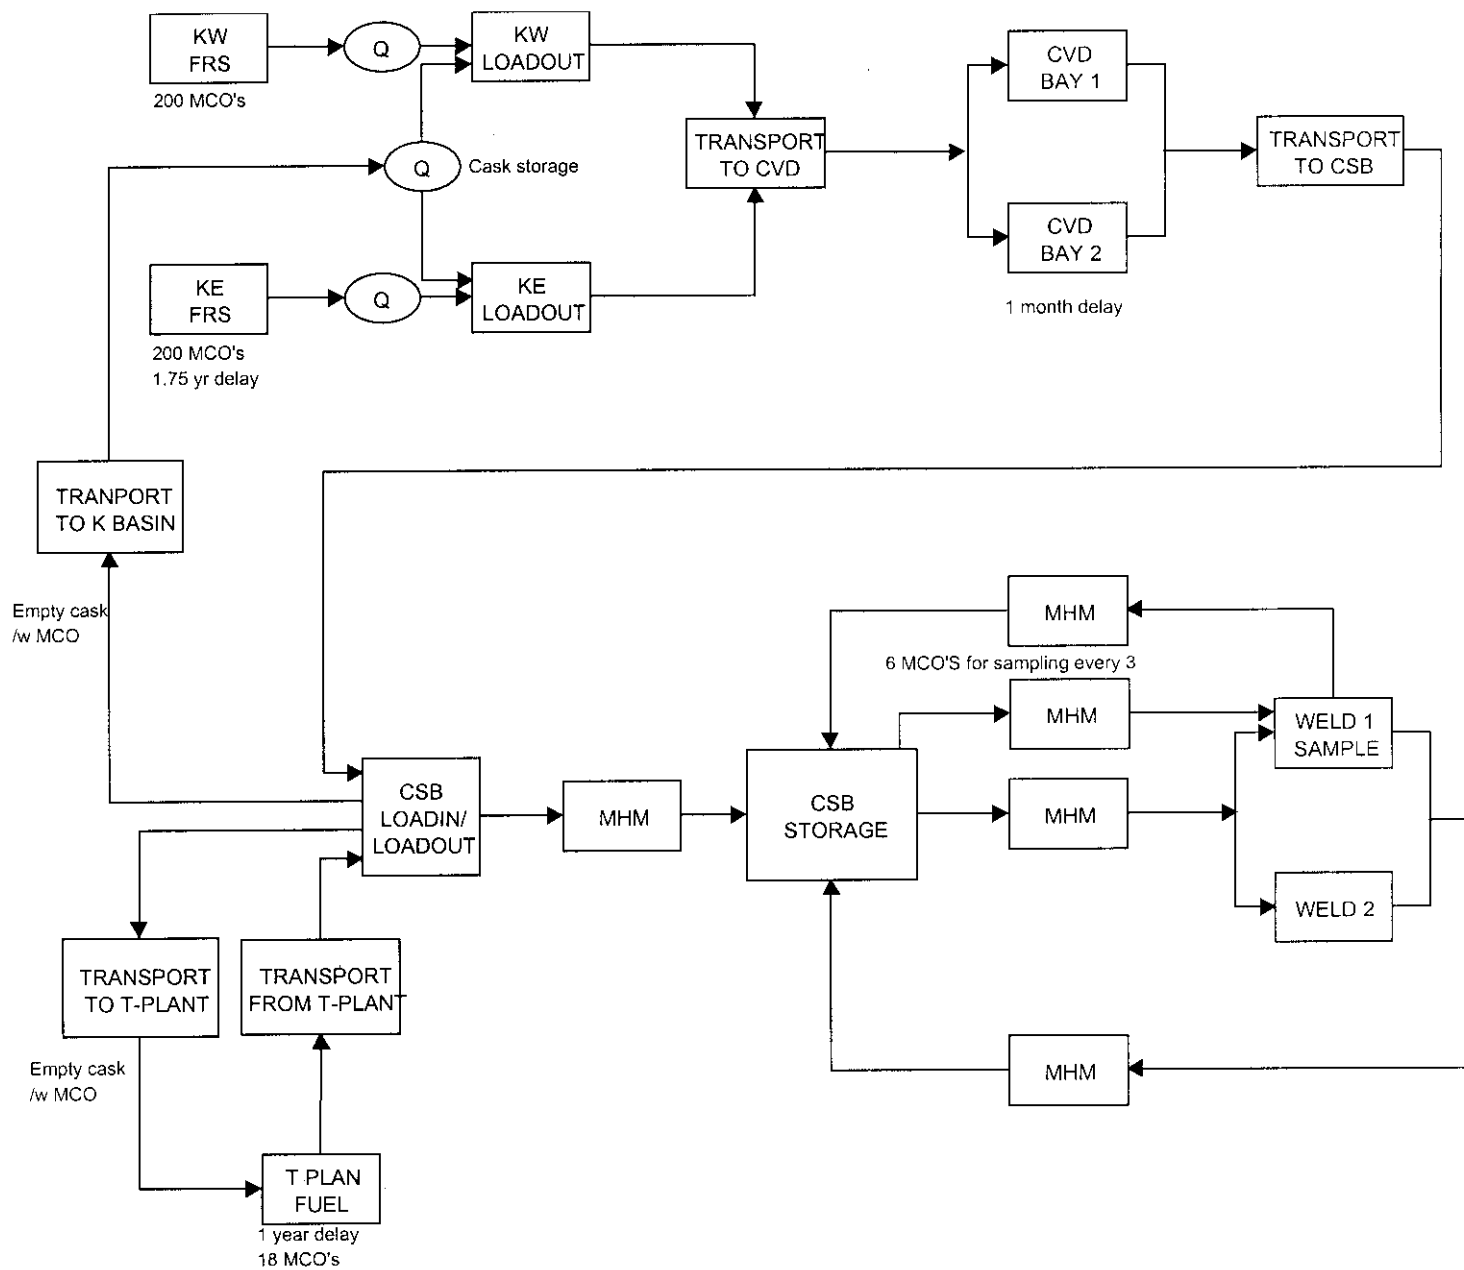 KW
FRS
200 MCO's
Q
KW
LOADOUT
Q
Cask storage
KE
FRS
200 MCO's
1.75 yr delay
Q
KE
LOADOUT
TRANSPORT
TO CVD
CVD
BAY 1
CVD
BAY 2
1 month delay
TRANSPORT
TO CSB
TRANPORT
TO K BASIN
Empty cask
/w MCO
CSB
LOADIN/
LOADOUT
MHM
CSB
STORAGE
MHM
6 MCO'S for sampling every 3
MHM
MHM
WELD 1
SAMPLE
WELD 2
MHM
TRANSPORT
TO T-PLANT
Empty cask
/w MCO
TRANSPORT
FROM T-PLANT
T PLAN
FUEL
1 year delay
18 MCO's